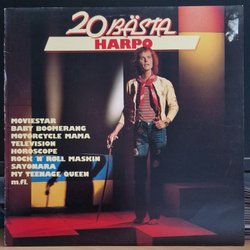 20 BÄSTA
HARPO
MOVIESTAR
BABY BOOMERANG
MOTORCYCLE MAMA
TELEVISION
HOROSCOPE
ROCK 'N' ROLL MASKIN
SAYONARA
MY TEENAGE QUEEN
m.fl.